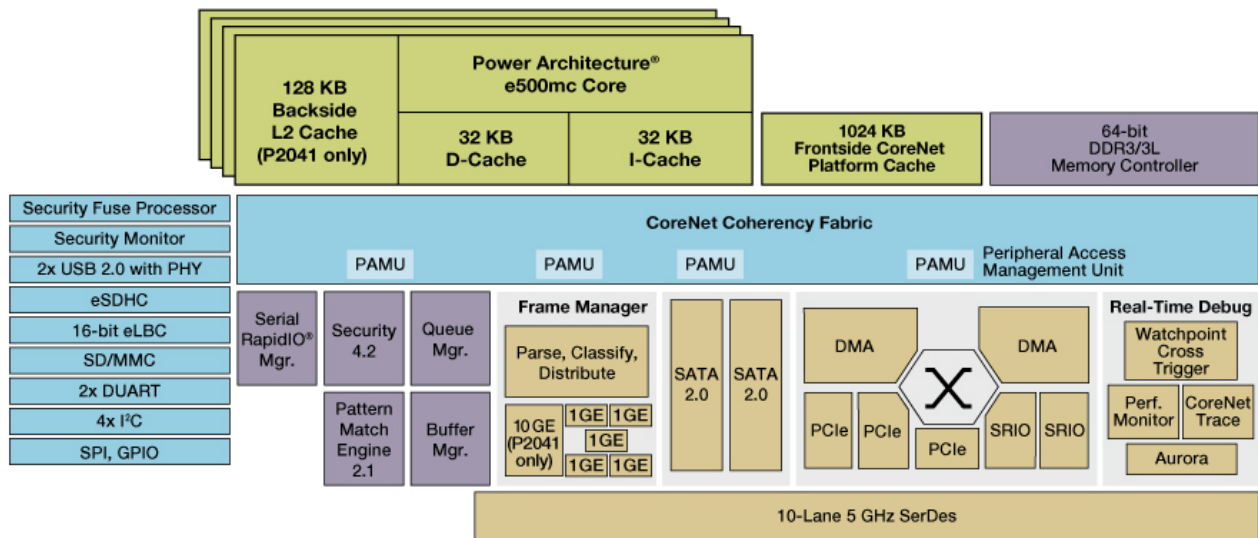 128 KB
Backside
L2 Cache
(P2041 only)
Power Architecture®
e500mc Core
32 KB
D-Cache
32 KB
I-Cache
1024 KB
Frontside CoreNet
Platform Cache
64-bit
DDR3/3L
Memory Controller
Security Fuse Processor
Security Monitor
2x USB 2.0 with PHY
eSDHC
16-bit eLBC
SD/MMC
2x DUART
4x I²C
SPI, GPIO
CoreNet Coherency Fabric
PAMU
PAMU
PAMU
PAMU
Peripheral Access
Management Unit
Serial
RapidIO®
Mgr.
Security
4.2
Queue
Mgr.
Pattern
Match
Engine
2.1
Buffer
Mgr.
Frame Manager
Parse, Classify,
Distribute
10 GE
(P2041
only)
1GE
1GE
1GE
1GE
1GE
SATA
2.0
SATA
2.0
DMA
DMA
PCIe
PCIe
PCIe
SRIO
SRIO
Real-Time Debug
Watchpoint
Cross
Trigger
Perf.
Monitor
CoreNet
Trace
Aurora
10-Lane 5 GHz SerDes